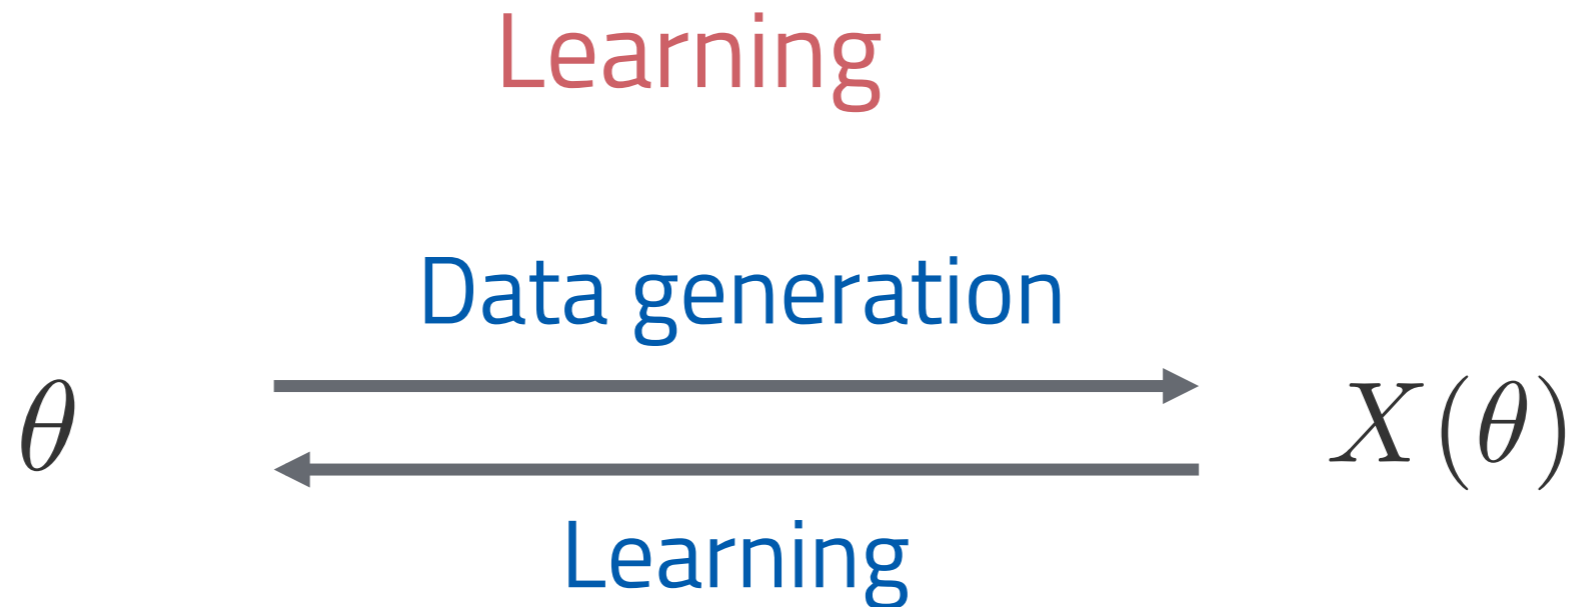 Learning
Data generation
θ
X(θ)
Learning